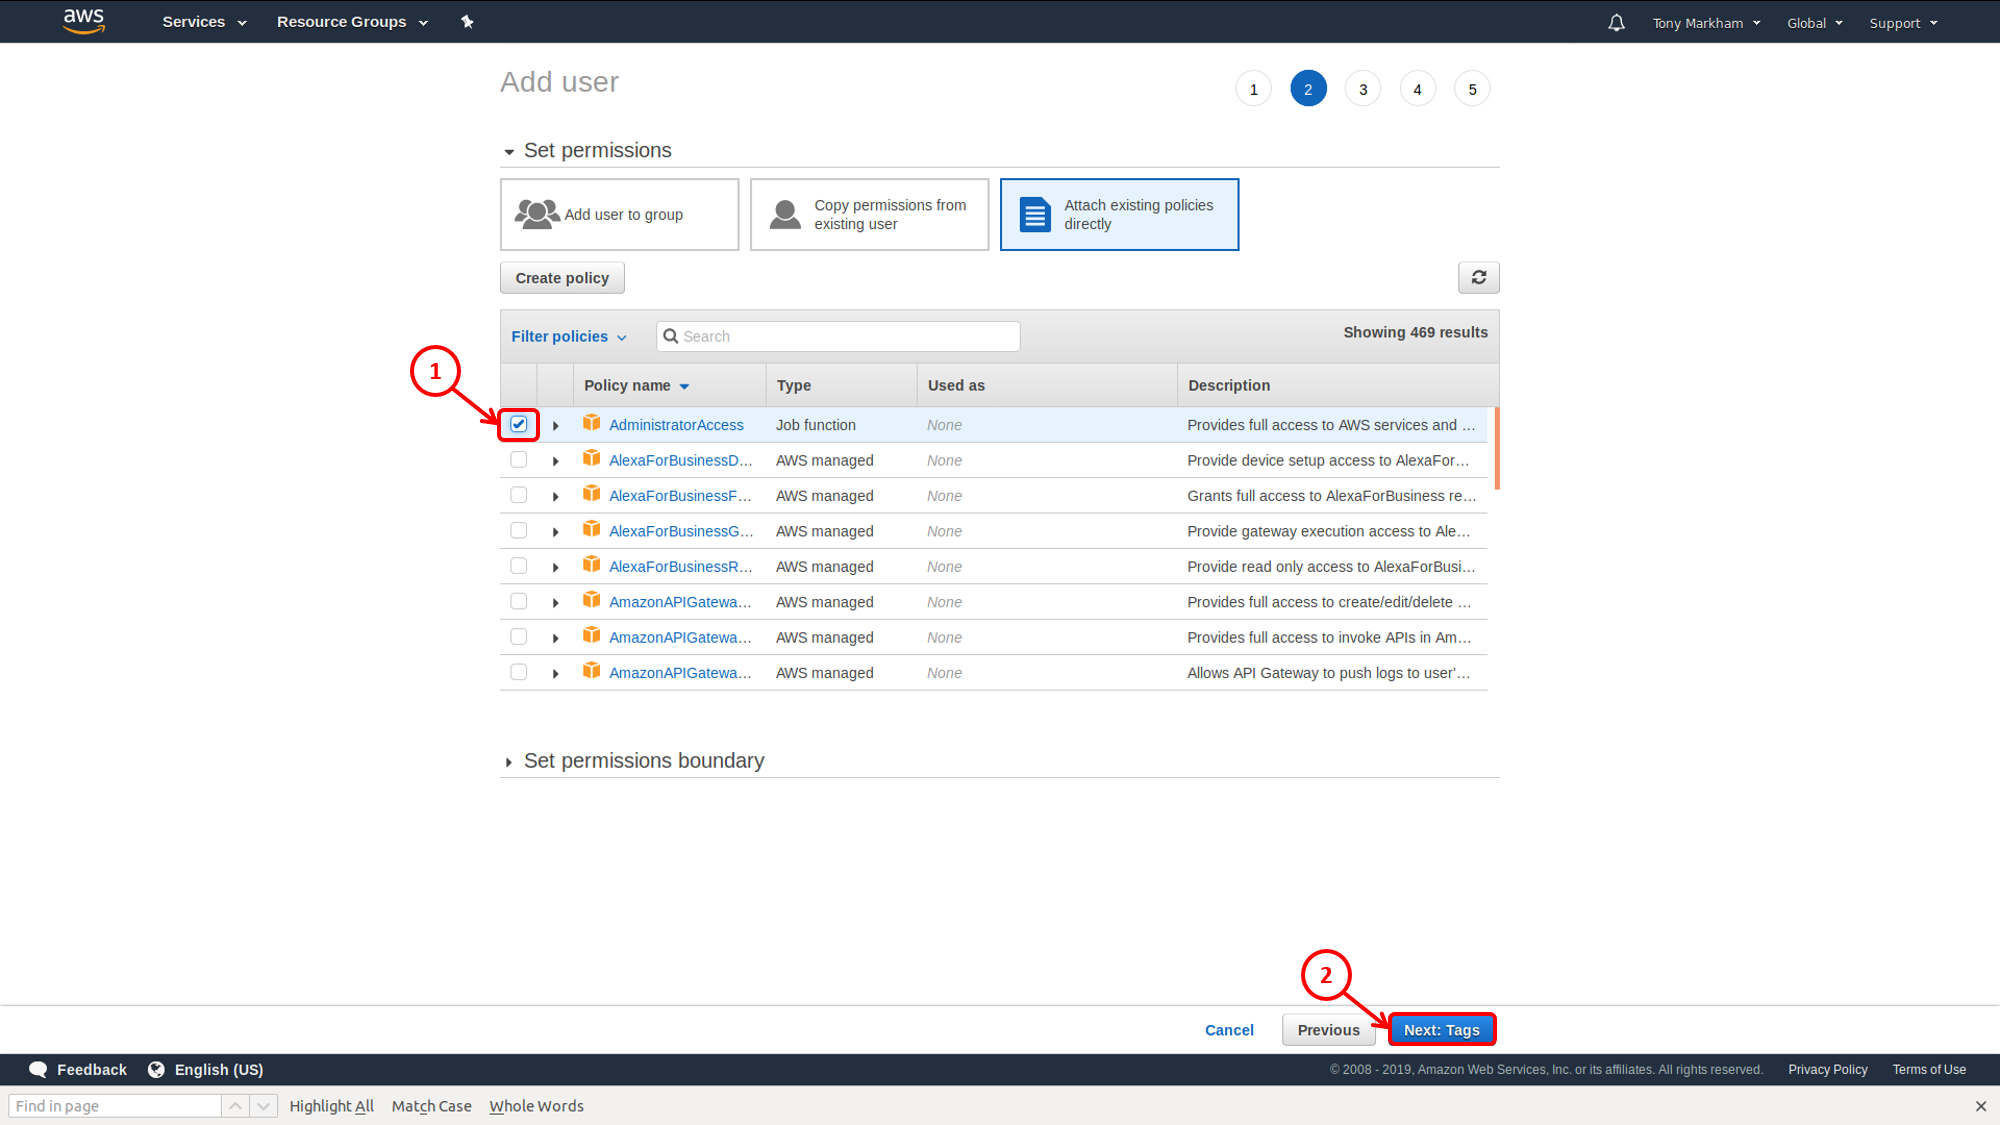 aws Services Resource Groups Tony Markham Global Support
Add user
1 2 3 4 5
Set permissions
Add user to group
Copy permissions from
existing user
Attach existing policies
directly
Create policy
Filter policies Search Showing 469 results
1
Policy name Type Used as Description
AdministratorAccess Job function None Provides full access to AWS services and ...
AlexaForBusinessD... AWS managed None Provide device setup access to AlexaFor...
AlexaForBusinessF... AWS managed None Grants full access to AlexaForBusiness re...
AlexaForBusinessG... AWS managed None Provide gateway execution access to Ale...
AlexaForBusinessR... AWS managed None Provide read only access to AlexaForBusi...
AmazonAPIGatewa... AWS managed None Provides full access to create/edit/delete ...
AmazonAPIGatewa... AWS managed None Provides full access to invoke APIs in Am...
AmazonAPIGatewa... AWS managed None Allows API Gateway to push logs to user'...
Set permissions boundary
2
Cancel Previous Next: Tags
Feedback English (US) © 2008 - 2019, Amazon Web Services, Inc. or its affiliates. All rights reserved. Privacy Policy Terms of Use
Find in page Highlight All Match Case Whole Words